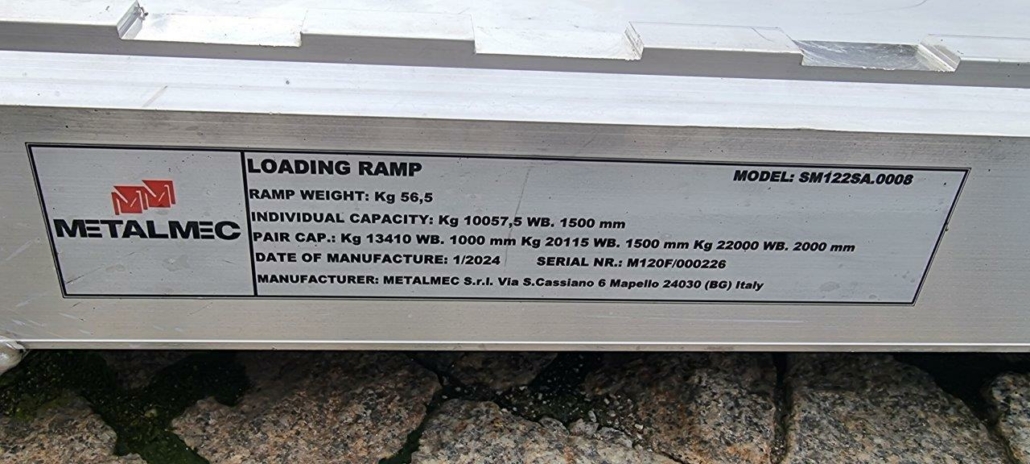 METALMEC
LOADING RAMP
MODEL: SM122SA.0008
RAMP WEIGHT: Kg 56,5
INDIVIDUAL CAPACITY: Kg 10057,5 WB. 1500 mm
PAIR CAP.: Kg 13410 WB. 1000 mm Kg 20115 WB. 1500 mm Kg 22000 WB. 2000 mm
DATE OF MANUFACTURE: 1/2024 SERIAL NR.: M120F/000226
MANUFACTURER: METALMEC S.r.l. Via S.Cassiano 6 Mapello 24030 (BG) Italy